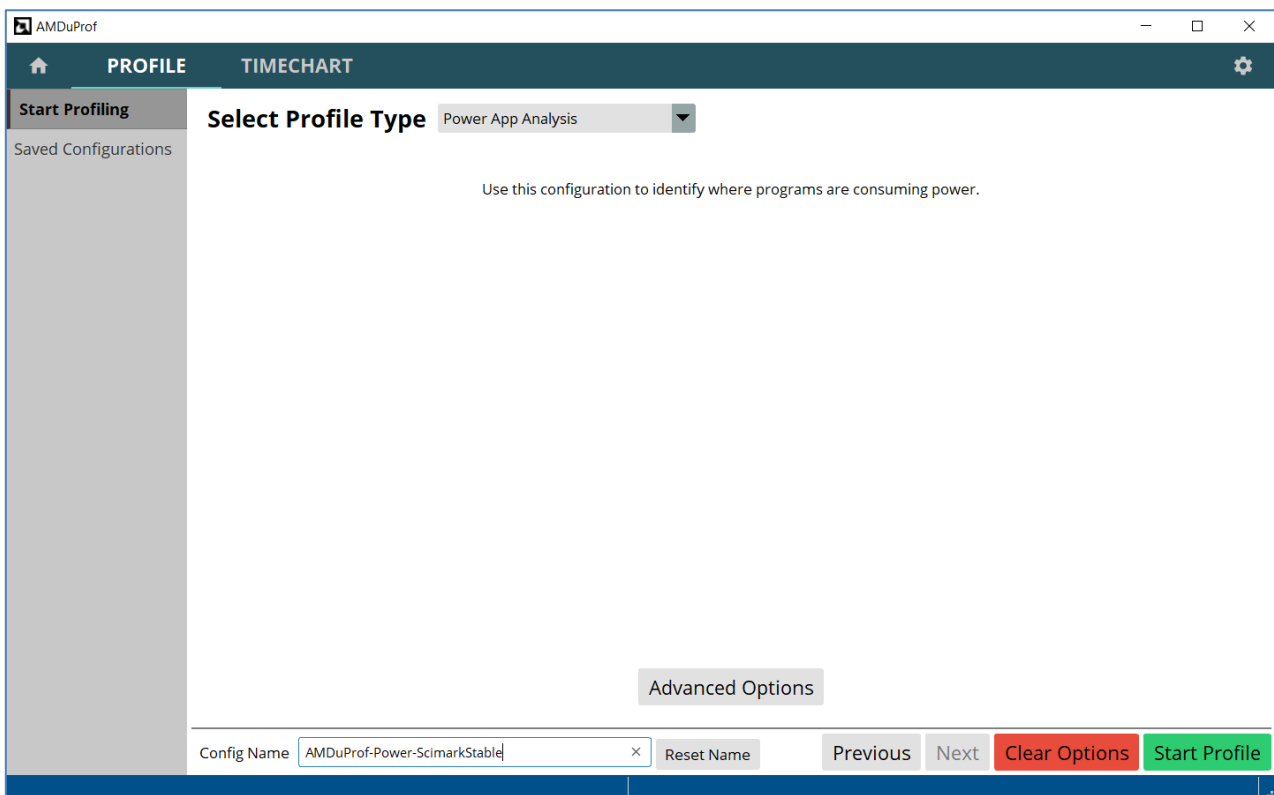 AMDuProf
PROFILE TIMECHART
Start Profiling
Saved Configurations
Select Profile Type Power App Analysis
Use this configuration to identify where programs are consuming power.
Advanced Options
Config Name AMDuProf-Power-ScimarkStable Reset Name Previous Next Clear Options Start Profile